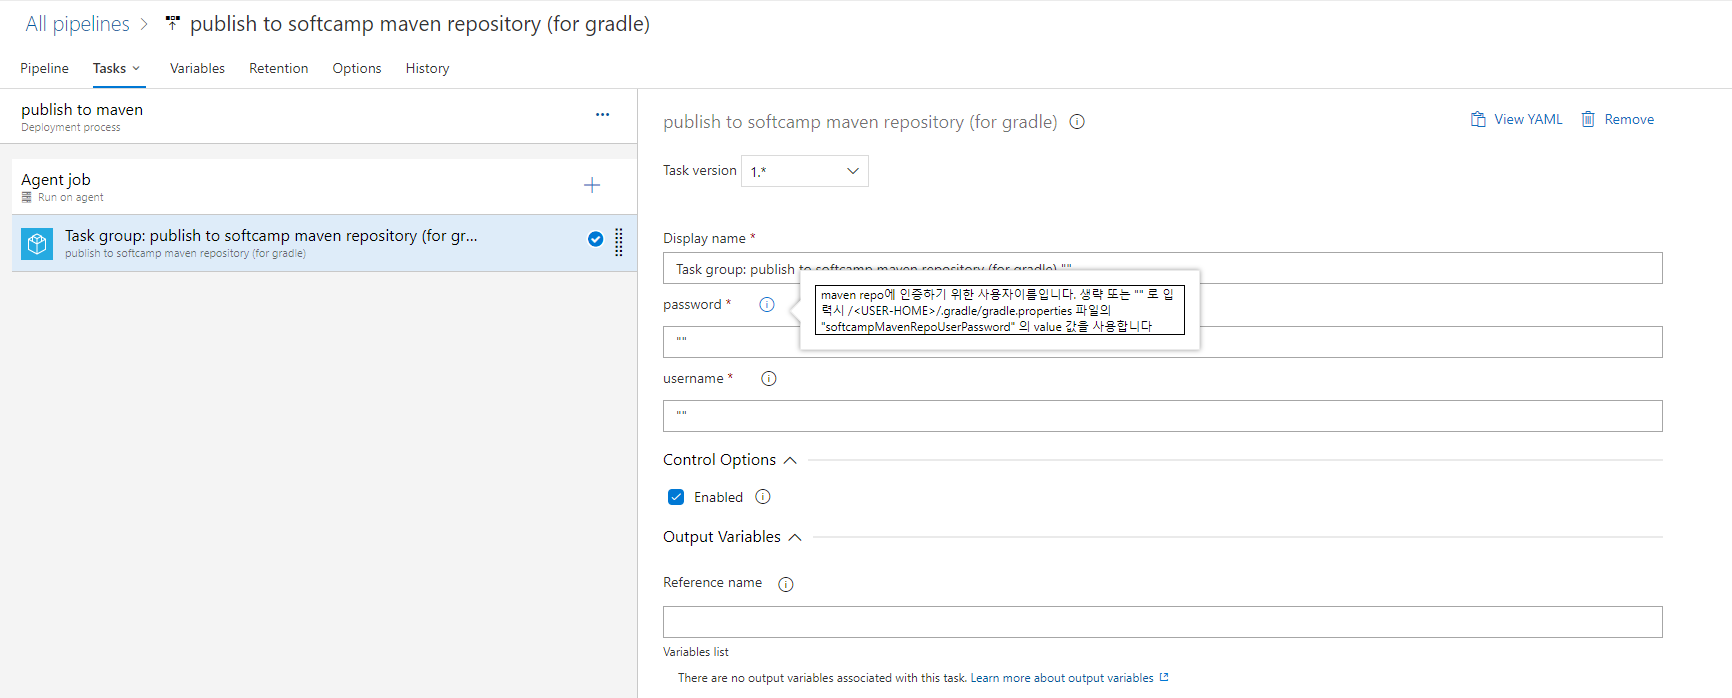 All pipelines > publish to softcamp maven repository (for gradle)
Pipeline Tasks Variables Retention Options History
publish to maven
Deployment process
Agent job
Run on agent
Task group: publish to softcamp maven repository (for gr...
publish to softcamp maven repository (for gradle)
publish to softcamp maven repository (for gradle)
View YAML Remove
Task version 1.*
Display name *
Task group: publish to softcamp maven repository (for gradle) ""
password *
maven repo에 인증하기 위한 사용자이름입니다, 생략 또는 "" 로 입
력시 /<USER-HOME>/.gradle/gradle.properties 파일의
"softcampMavenRepoUserPassword" 의 value 값을 사용합니다
""
username *
""
Control Options
Enabled
Output Variables
Reference name
Variables list
There are no output variables associated with this task. Learn more about output variables